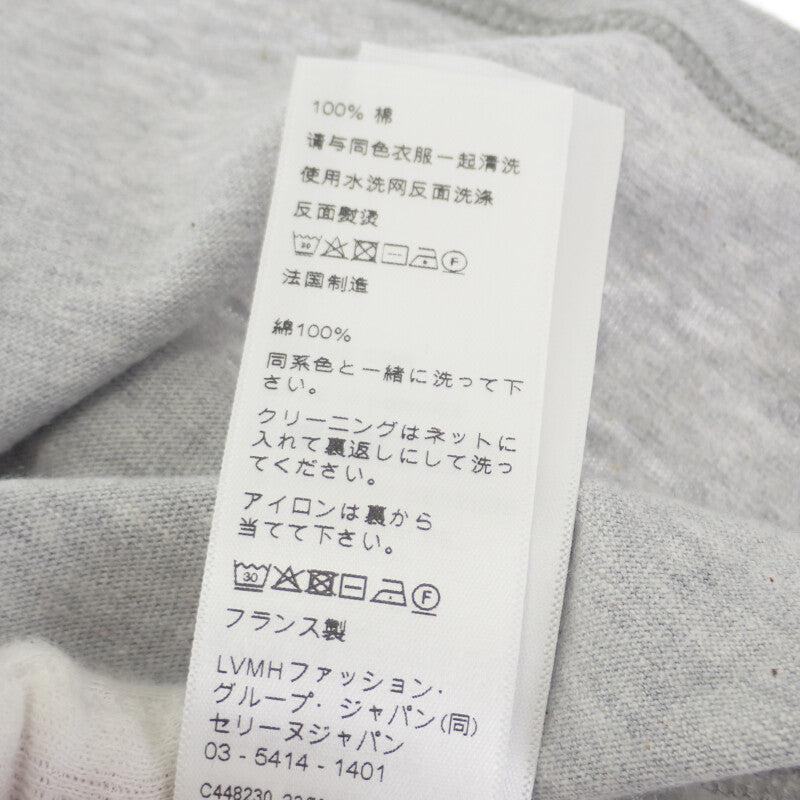 100% 棉
请与同色衣服一起清洗
使用水洗网反面洗涤
反面熨烫
30 F
法国制造
綿100%
同系色と一緒に洗って下
さい。
クリーニングはネットに
入れて裏返しにして洗っ
てください。
アイロンは裏から
当てて下さい。
30 F
フランス製
LVMHファッション・
グループ・ジャパン(同)
セリーヌジャパン
03 - 5414 - 1401
C448230